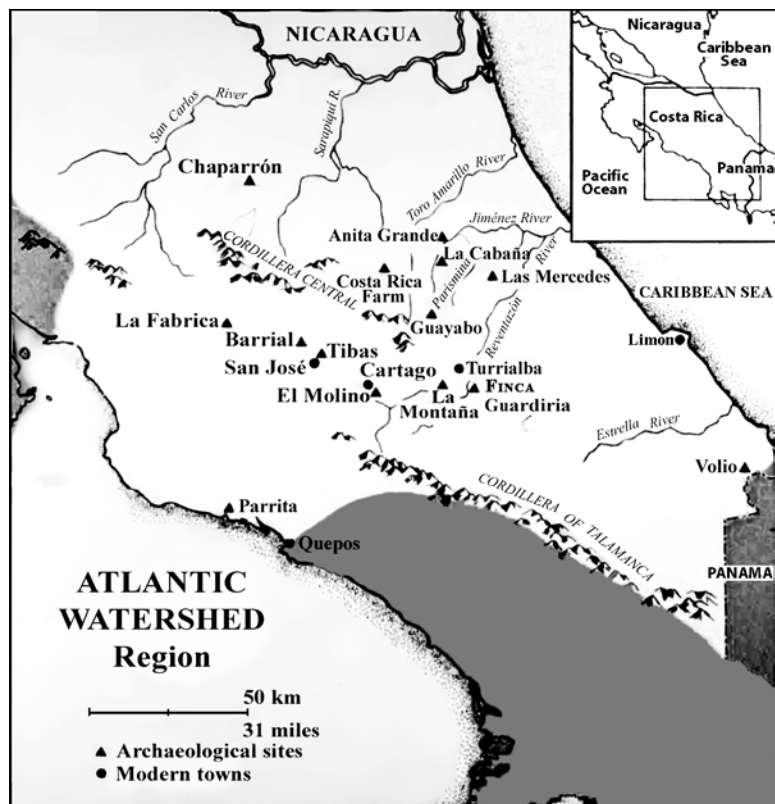 NICARAGUA
San Carlos River
Sarapiquí R.
Chaparrón
Toro Amarillo River
Jiménez River
Anita Grande
La Cabaña
CORDILLERA CENTRAL
Costa Rica
Farm
Parismina
Las Mercedes
River
Reventazón
Guayabo
La Fabrica
Barrial
Tibas
San José
Cartago
Turrialba
El Molino
La
Montaña
FINCA
Guardiria
CARIBBEAN SEA
Limon
Estrella River
Volio
CORDILLERA OF TALAMANCA
Parrita
Quepos
PANAMA
Nicaragua
Caribbean
Sea
Costa Rica
Pacific
Ocean
Panama
ATLANTIC
WATERSHED
Region
50 km
31 miles
Archaeological sites
Modern towns